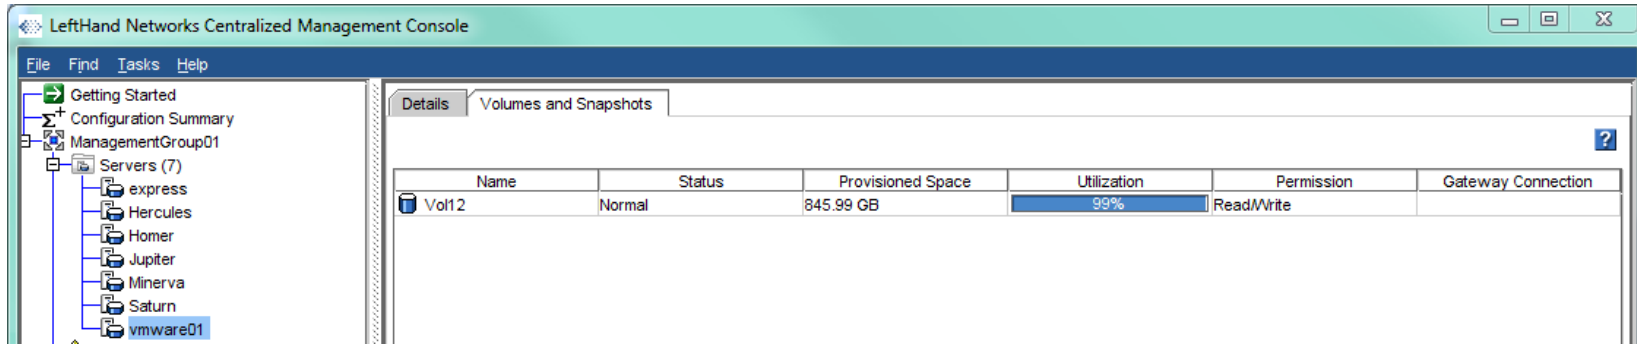 LeftHand Networks Centralized Management Console
File Find Tasks Help
Getting Started
Configuration Summary
ManagementGroup01
Servers (7)
express
Hercules
Homer
Jupiter
Minerva
Saturn
vmware01
Details Volumes and Snapshots
?
Name Status Provisioned Space Utilization Permission Gateway Connection
Vol12 Normal 845.99 GB 99% Read/Write